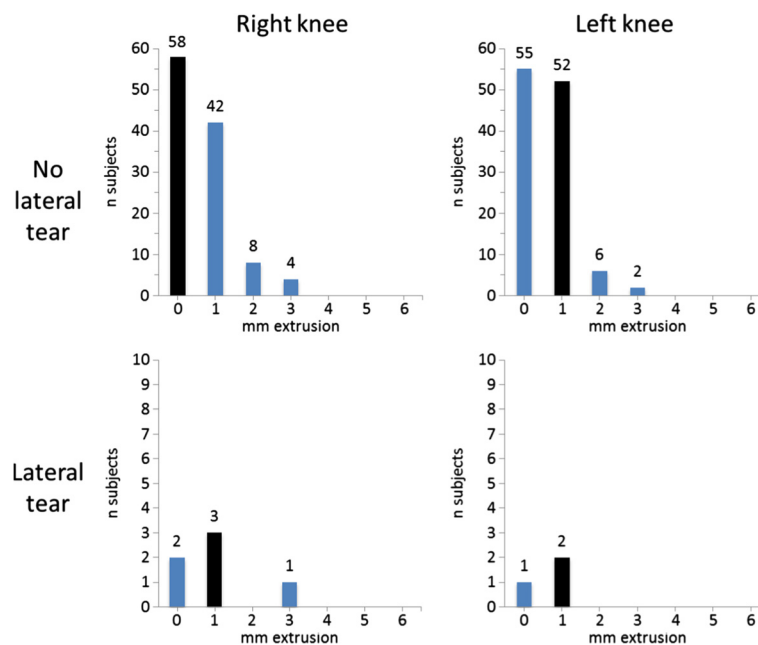 Right knee
Left knee
No
lateral
tear
n subjects
60
50
40
30
20
10
0
58
42
8
4
0 1 2 3 4 5 6
mm extrusion
n subjects
60
50
40
30
20
10
0
55
52
6
2
0 1 2 3 4 5 6
mm extrusion
Lateral
tear
n subjects
10
9
8
7
6
5
4
3
2
1
0
2
3
1
0 1 2 3 4 5 6
mm extrusion
n subjects
10
9
8
7
6
5
4
3
2
1
0
1
2
0 1 2 3 4 5 6
mm extrusion